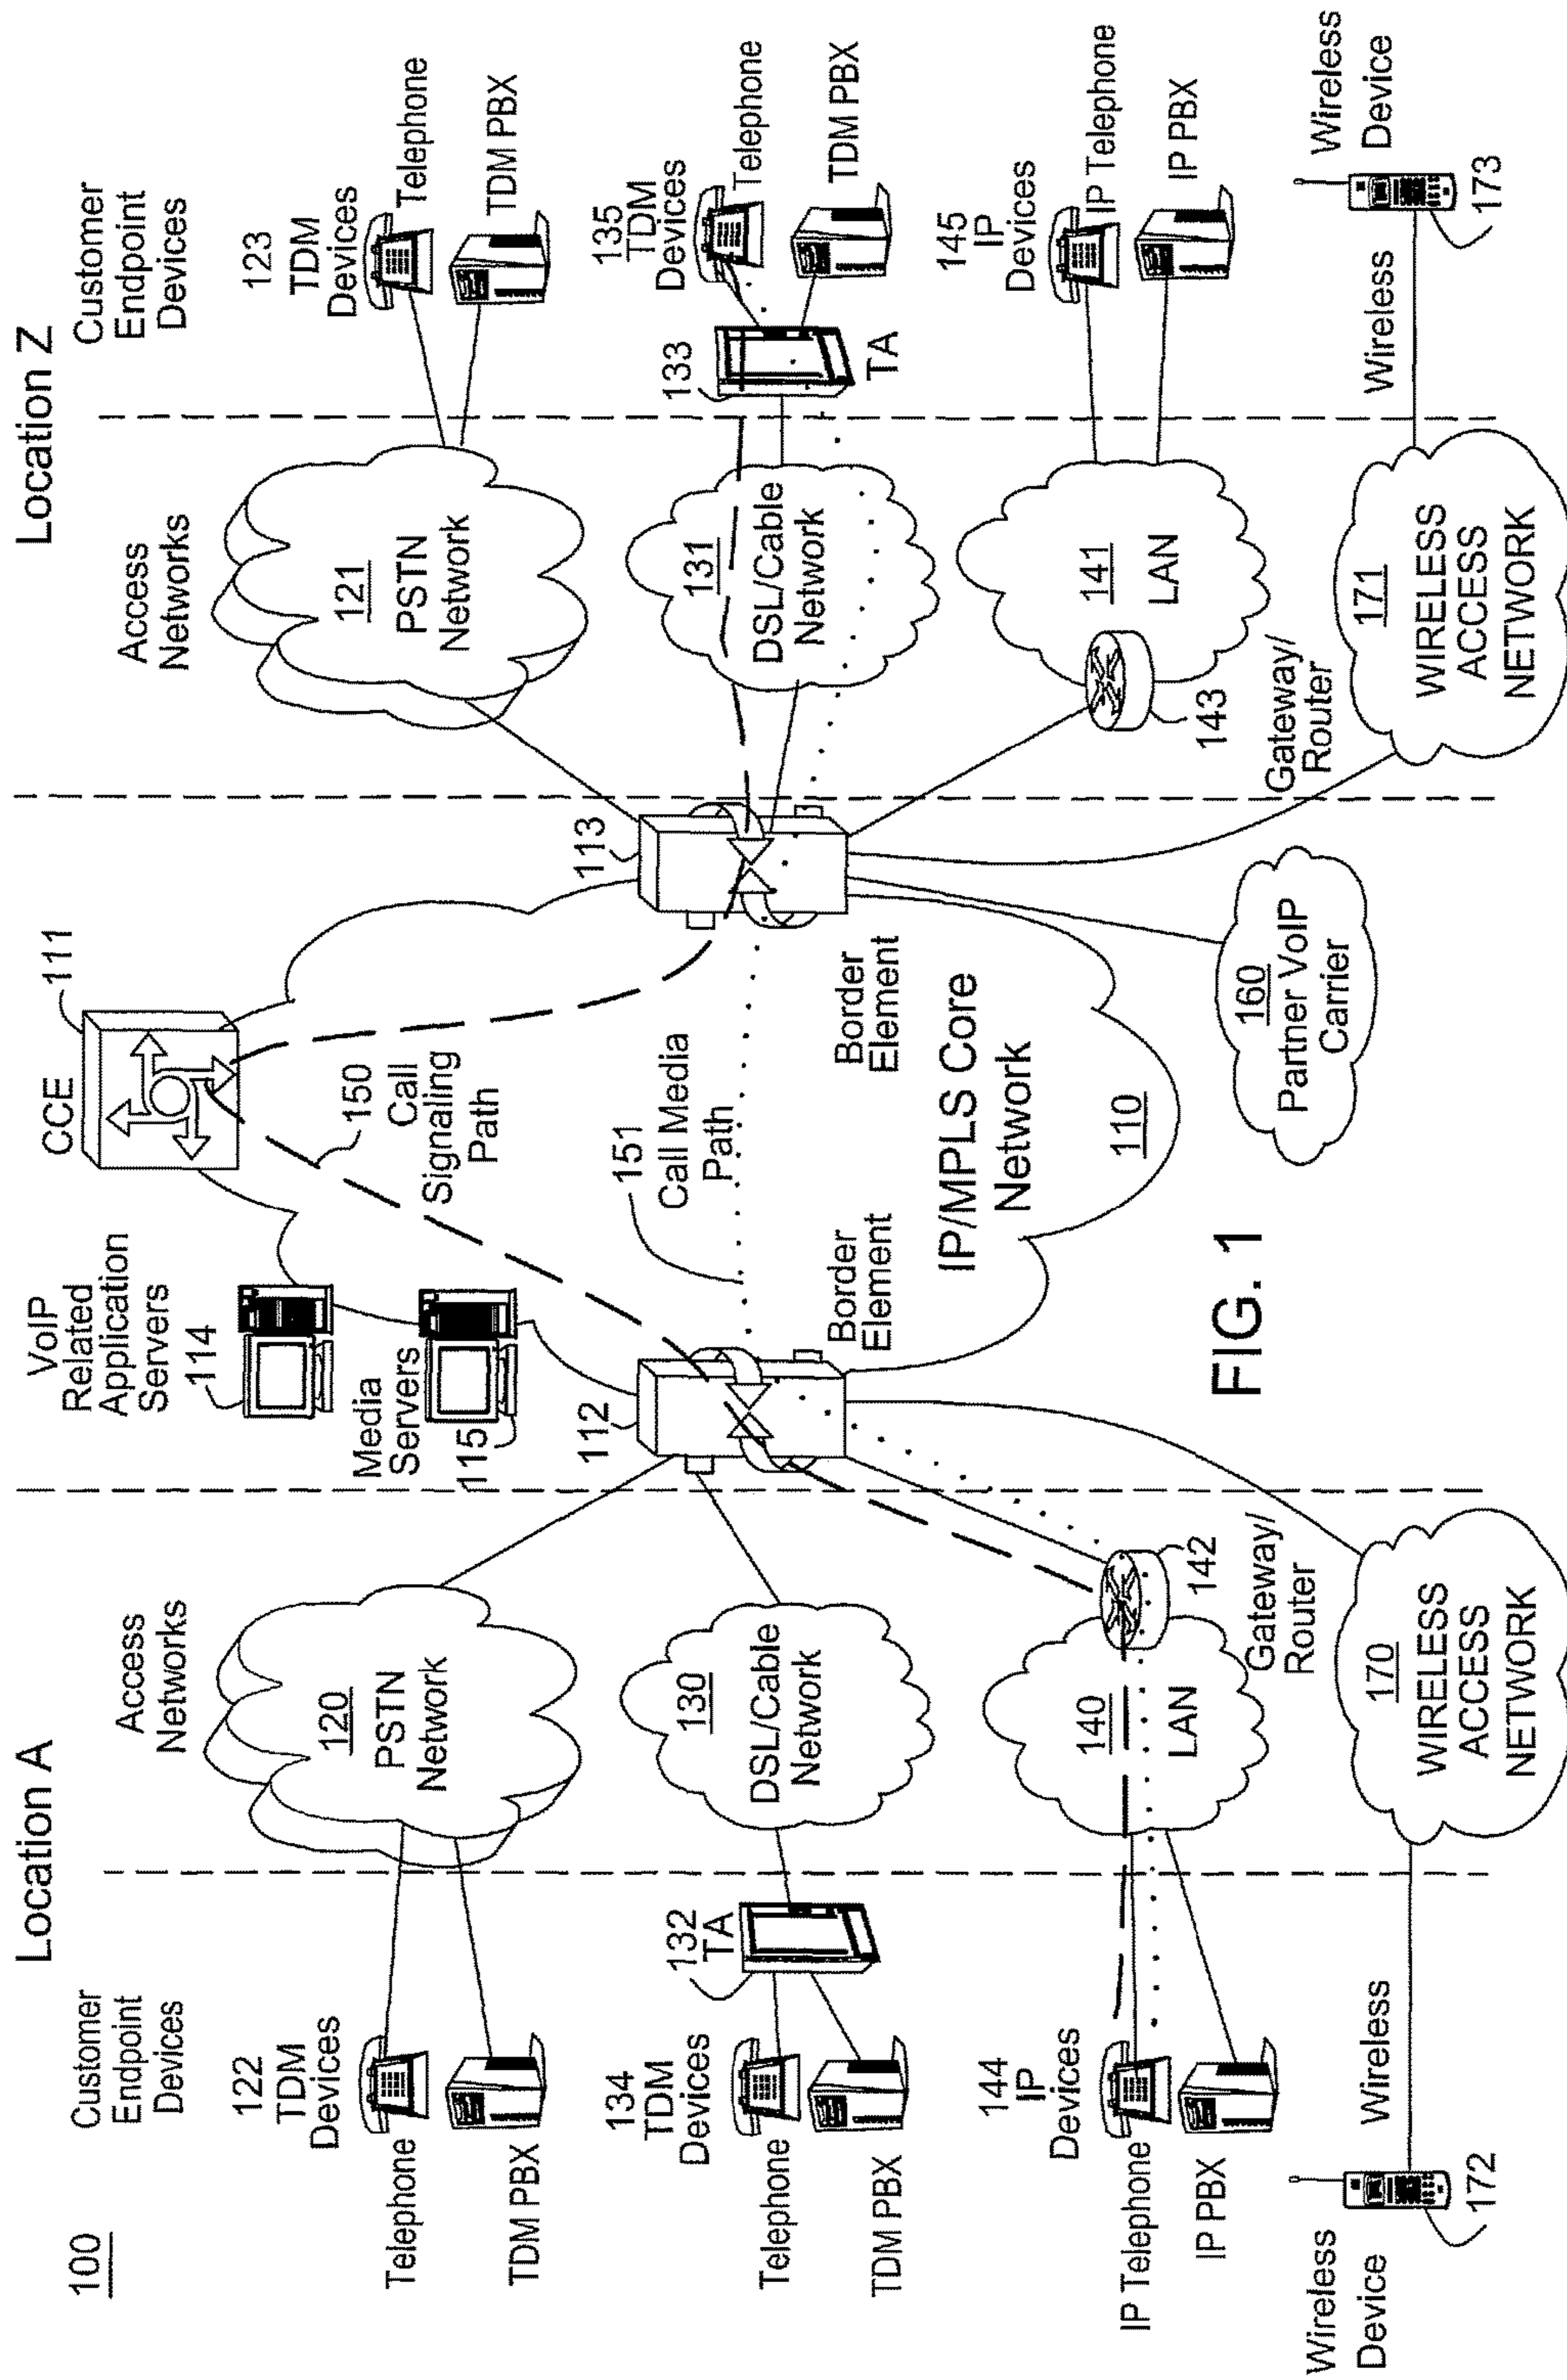 100
Location A
Location Z
Customer
Endpoint
Devices
Access
Networks
VoIP
Related
Application
Servers
114
CCE
111
Access
Networks
Customer
Endpoint
Devices
122
TDM
Devices
Telephone
TDM PBX
120
PSTN
Network
Media
Servers
115
150
Call
Signaling
Path
121
PSTN
Network
123
TDM
Devices
Telephone
TDM PBX
134
TDM
Devices
Telephone
TDM PBX
132
TA
130
DSL/Cable
Network
112
Border
Element
151
Call Media
Path
113
Border
Element
131
DSL/Cable
Network
133
TA
135
TDM
Devices
Telephone
TDM PBX
144
IP
Devices
IP Telephone
IP PBX
140
LAN
142
Gateway/
Router
IP/MPLS Core
Network
110
141
LAN
143
Gateway/
Router
145
IP
Devices
IP Telephone
IP PBX
Wireless
Device
172
Wireless
170
WIRELESS
ACCESS
NETWORK
160
Partner VoIP
Carrier
171
WIRELESS
ACCESS
NETWORK
Wireless
Wireless
Device
173
FIG. 1